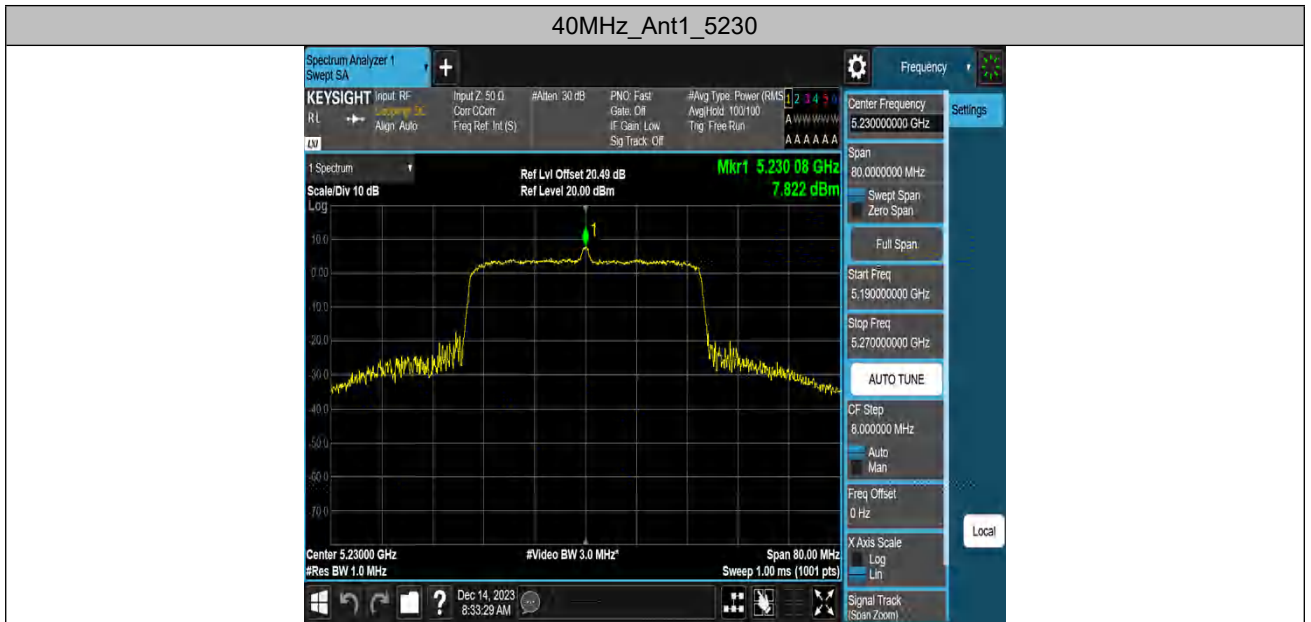 40MHz_Ant1_5230
Spectrum Analyzer 1
Swept SA
+
Frequency
KEYSIGHT
Input: RF
Coupling: DC
Align: Auto
RL
LXI
Input Z: 50 Ω
Corr CCorr
Freq Ref: Int (S)
#Atten: 30 dB
PNO: Fast
Gate: Off
IF Gain: Low
Sig Track: Off
#Avg Type: Power (RMS
Avg|Hold: 100/100
Trig: Free Run
1 2 3 4 5 6
A W W W W W
A A A A A A
Center Frequency
5.230000000 GHz
Settings
Span
80.0000000 MHz
Swept Span
Zero Span
Full Span
Start Freq
5.190000000 GHz
Stop Freq
5.270000000 GHz
AUTO TUNE
CF Step
8.000000 MHz
Auto
Man
Freq Offset
0 Hz
X Axis Scale
Log
Lin
Local
Signal Track
(Span Zoom)
1 Spectrum
Scale/Div 10 dB
Ref Lvl Offset 20.49 dB
Ref Level 20.00 dBm
Mkr1 5.230 08 GHz
7.822 dBm
Log
1
10.0
0.00
-10.0
-20.0
-30.0
-40.0
-50.0
-60.0
-70.0
Center 5.23000 GHz
#Res BW 1.0 MHz
#Video BW 3.0 MHz*
Span 80.00 MHz
Sweep 1.00 ms (1001 pts)
?
Dec 14, 2023
8:33:29 AM